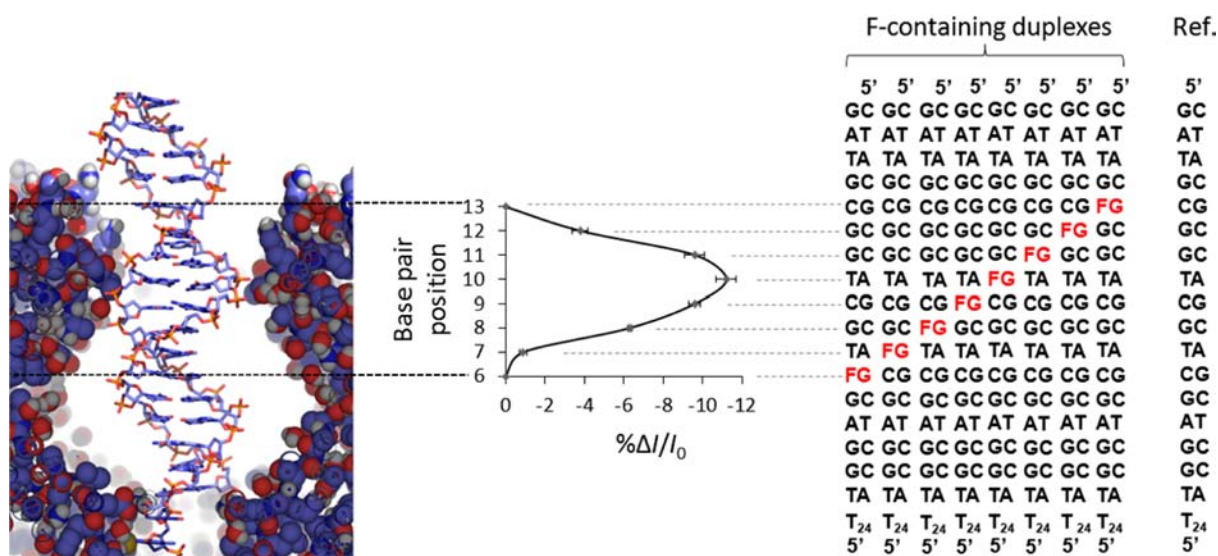 F-containing duplexes Ref.
5’ 5’ 5’ 5’ 5’ 5’ 5’ 5’ 5’
GC GC GC GC GC GC GC GC GC
AT AT AT AT AT AT AT AT AT
TA TA TA TA TA TA TA TA TA
GC GC GC GC GC GC GC GC GC
13 CG CG CG CG CG CG CG FG CG
12 GC GC GC GC GC GC FG GC GC
11 GC GC GC GC GC FG GC GC GC
10 TA TA TA TA FG TA TA TA TA
9 CG CG CG FG CG CG CG CG CG
8 GC GC FG GC GC GC GC GC GC
7 TA FG TA TA TA TA TA TA TA
6 FG CG CG CG CG CG CG CG CG
Base pair
position
GC GC GC GC GC GC GC GC GC
0 -2 -4 -6 -8 -10 -12
AT AT AT AT AT AT AT AT AT
%ΔI/I₀
GC GC GC GC GC GC GC GC GC
GC GC GC GC GC GC GC GC GC
TA TA TA TA TA TA TA TA TA
T₂₄ T₂₄ T₂₄ T₂₄ T₂₄ T₂₄ T₂₄ T₂₄ T₂₄
5’ 5’ 5’ 5’ 5’ 5’ 5’ 5’ 5’